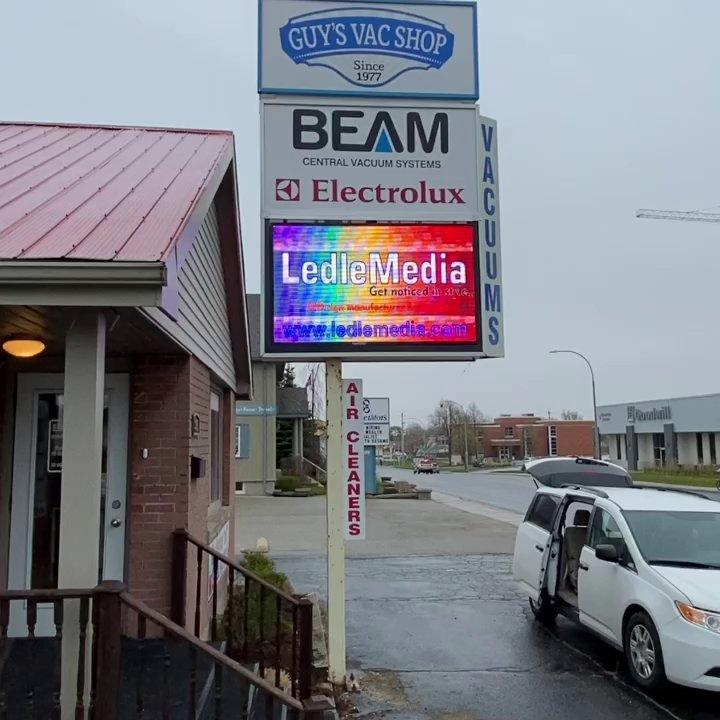 GUY'S VAC SHOP
Since
1977
BEAM
CENTRAL VACUUM SYSTEMS
Electrolux
VACUUMS
LedleMedia
Get noticed in style.
www.ledlemedia.com
AIR CLEANERS
Goodwill